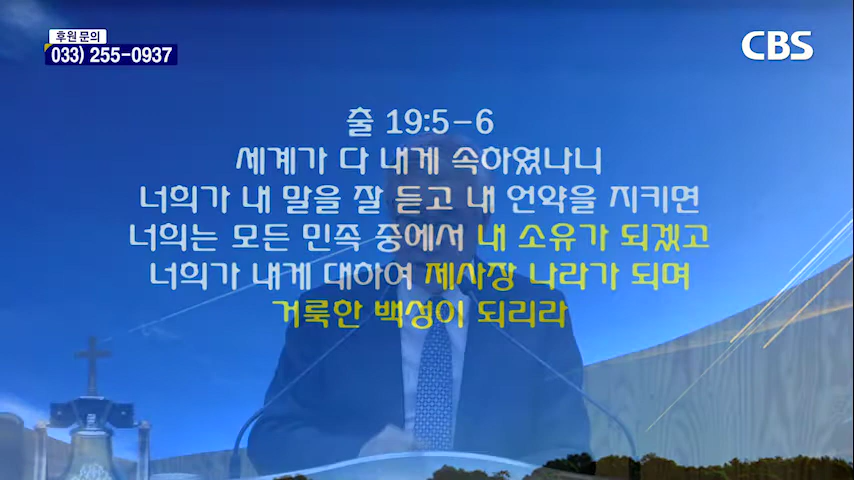 후원 문의
033) 255-0937
CBS
출 19:5-6
세계가 다 내게 속하였나니
너희가 내 말을 잘 듣고 내 언약을 지키면
너희는 모든 민족 중에서 내 소유가 되겠고
너희가 내게 대하여 제사장 나라가 되며
거룩한 백성이 되리라